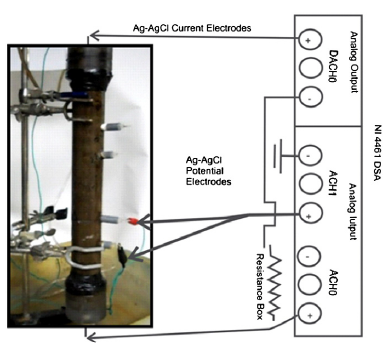 Ag-AgCl Current Electrodes
Analog Output
+
DACH0
-
NI 4461 DSA
Ag-AgCl
Potential
Electrodes
Analog Iutput
-
ACH1
+
Resistance Box
-
ACH0
+